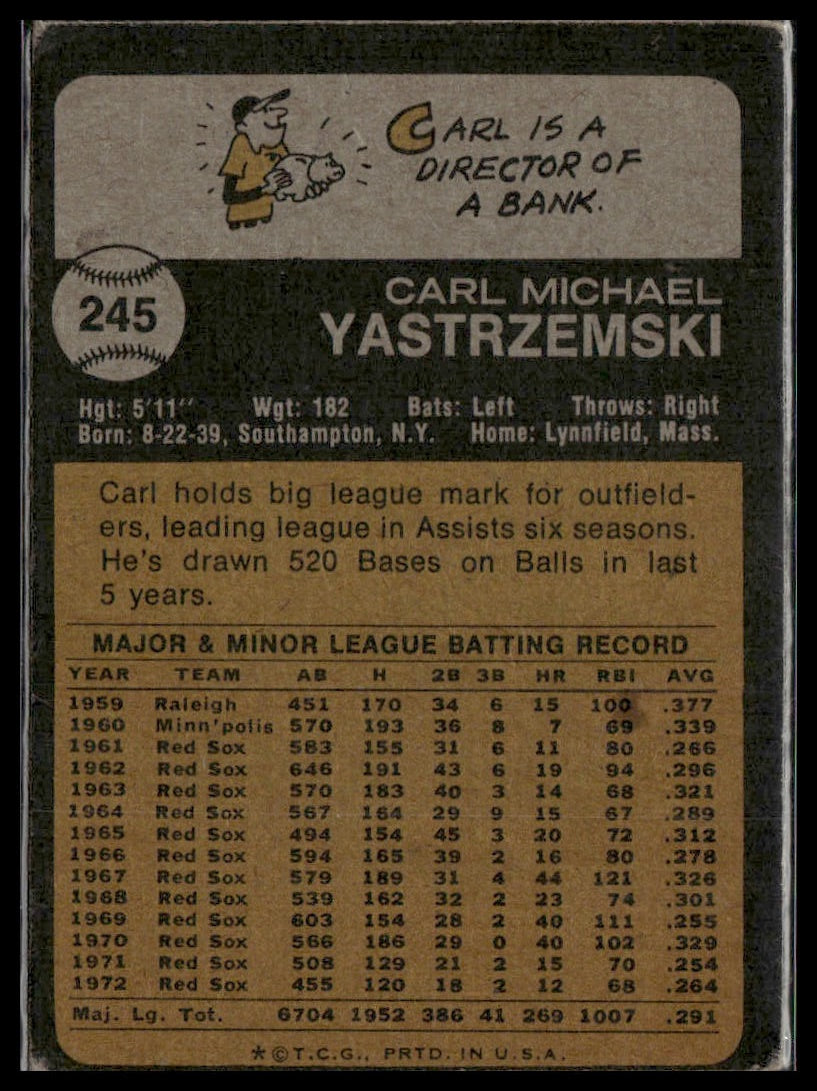 CARL IS A
DIRECTOR OF
A BANK.
245
CARL MICHAEL
YASTRZEMSKI
Hgt: 5'11" Wgt: 182 Bats: Left Throws: Right
Born: 8-22-39, Southampton, N.Y. Home: Lynnfield, Mass.
Carl holds big league mark for outfield-
ers, leading league in Assists six seasons.
He's drawn 520 Bases on Balls in last
5 years.
MAJOR & MINOR LEAGUE BATTING RECORD
YEAR TEAM AB H 2B 3B HR RBI AVG
1959 Raleigh 451 170 34 6 15 100 .377
1960 Minn'polis 570 193 36 8 7 69 .339
1961 Red Sox 583 155 31 6 11 80 .266
1962 Red Sox 646 191 43 6 19 94 .296
1963 Red Sox 570 183 40 3 14 68 .321
1964 Red Sox 567 164 29 9 15 67 .289
1965 Red Sox 494 154 45 3 20 72 .312
1966 Red Sox 594 165 39 2 16 80 .278
1967 Red Sox 579 189 31 4 44 121 .326
1968 Red Sox 539 162 32 2 23 74 .301
1969 Red Sox 603 154 28 2 40 111 .255
1970 Red Sox 566 186 29 0 40 102 .329
1971 Red Sox 508 129 21 2 15 70 .254
1972 Red Sox 455 120 18 2 12 68 .264
Maj. Lg. Tot. 6704 1952 386 41 269 1007 .291
*©T.C.G., PRTD. IN U.S.A.